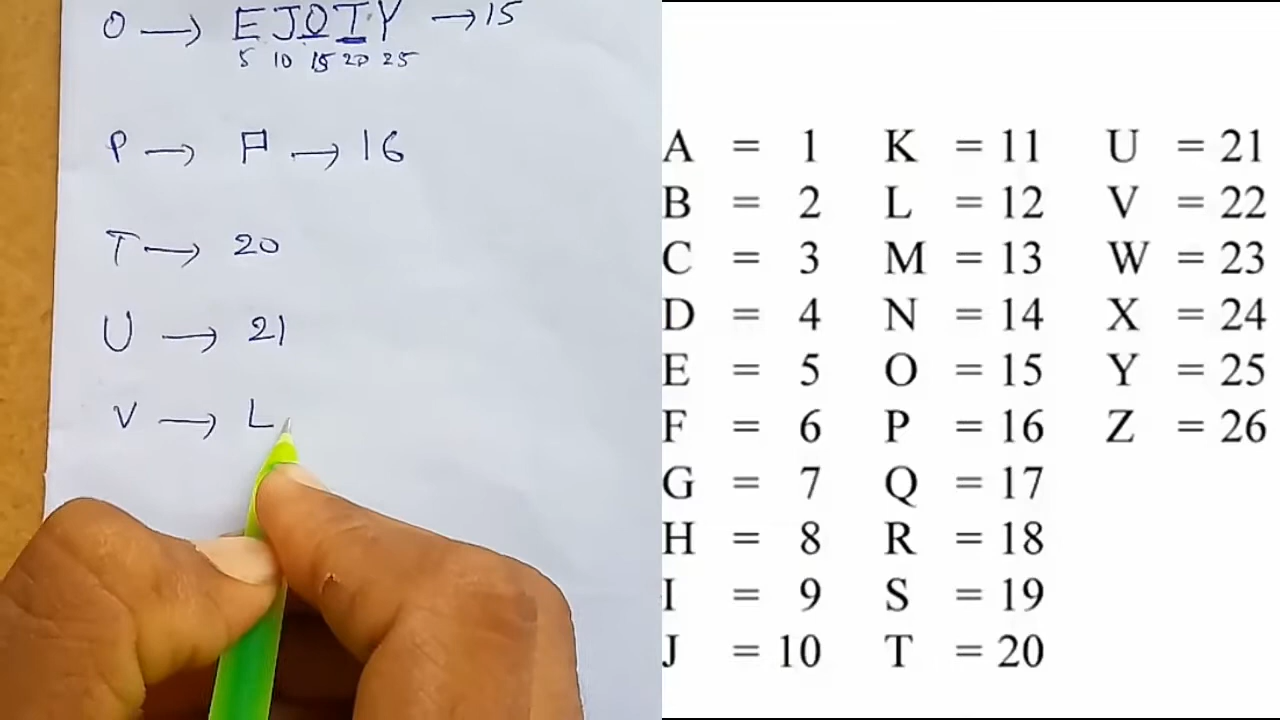 O → EJOTY → 15
5 10 15 20 25
P → → 16
T → 20
U → 21
V → L
A = 1 K = 11 U = 21
B = 2 L = 12 V = 22
C = 3 M = 13 W = 23
D = 4 N = 14 X = 24
E = 5 O = 15 Y = 25
F = 6 P = 16 Z = 26
G = 7 Q = 17
H = 8 R = 18
I = 9 S = 19
J = 10 T = 20